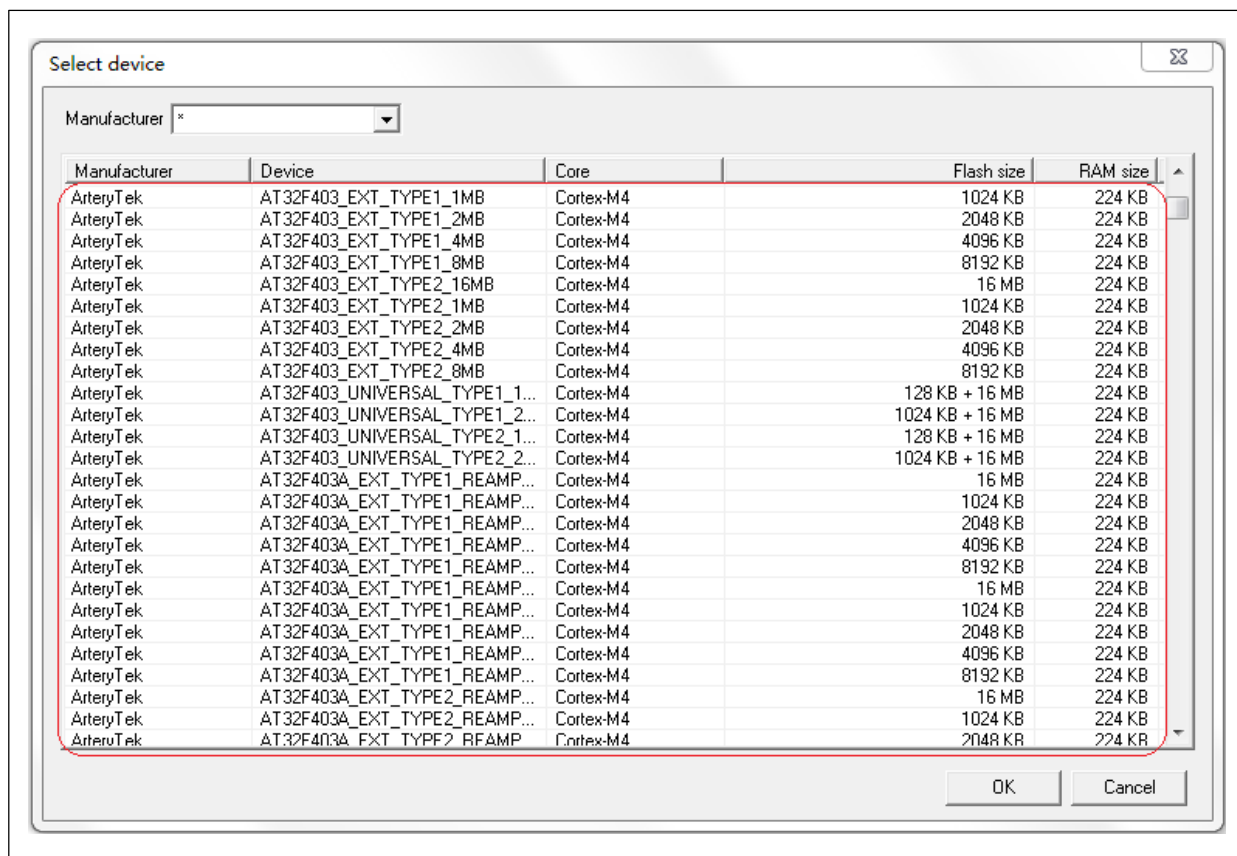 Select device
Manufacturer *
Manufacturer Device Core Flash size RAM size
ArteryTek AT32F403_EXT_TYPE1_1MB Cortex-M4 1024 KB 224 KB
ArteryTek AT32F403_EXT_TYPE1_2MB Cortex-M4 2048 KB 224 KB
ArteryTek AT32F403_EXT_TYPE1_4MB Cortex-M4 4096 KB 224 KB
ArteryTek AT32F403_EXT_TYPE1_8MB Cortex-M4 8192 KB 224 KB
ArteryTek AT32F403_EXT_TYPE2_16MB Cortex-M4 16 MB 224 KB
ArteryTek AT32F403_EXT_TYPE2_1MB Cortex-M4 1024 KB 224 KB
ArteryTek AT32F403_EXT_TYPE2_2MB Cortex-M4 2048 KB 224 KB
ArteryTek AT32F403_EXT_TYPE2_4MB Cortex-M4 4096 KB 224 KB
ArteryTek AT32F403_EXT_TYPE2_8MB Cortex-M4 8192 KB 224 KB
ArteryTek AT32F403_UNIVERSAL_TYPE1_1... Cortex-M4 128 KB + 16 MB 224 KB
ArteryTek AT32F403_UNIVERSAL_TYPE1_2... Cortex-M4 1024 KB + 16 MB 224 KB
ArteryTek AT32F403_UNIVERSAL_TYPE2_1... Cortex-M4 128 KB + 16 MB 224 KB
ArteryTek AT32F403_UNIVERSAL_TYPE2_2... Cortex-M4 1024 KB + 16 MB 224 KB
ArteryTek AT32F403A_EXT_TYPE1_REAMP... Cortex-M4 16 MB 224 KB
ArteryTek AT32F403A_EXT_TYPE1_REAMP... Cortex-M4 1024 KB 224 KB
ArteryTek AT32F403A_EXT_TYPE1_REAMP... Cortex-M4 2048 KB 224 KB
ArteryTek AT32F403A_EXT_TYPE1_REAMP... Cortex-M4 4096 KB 224 KB
ArteryTek AT32F403A_EXT_TYPE1_REAMP... Cortex-M4 8192 KB 224 KB
ArteryTek AT32F403A_EXT_TYPE1_REAMP... Cortex-M4 16 MB 224 KB
ArteryTek AT32F403A_EXT_TYPE1_REAMP... Cortex-M4 1024 KB 224 KB
ArteryTek AT32F403A_EXT_TYPE1_REAMP... Cortex-M4 2048 KB 224 KB
ArteryTek AT32F403A_EXT_TYPE1_REAMP... Cortex-M4 4096 KB 224 KB
ArteryTek AT32F403A_EXT_TYPE1_REAMP... Cortex-M4 8192 KB 224 KB
ArteryTek AT32F403A_EXT_TYPE2_REAMP... Cortex-M4 16 MB 224 KB
ArteryTek AT32F403A_EXT_TYPE2_REAMP... Cortex-M4 1024 KB 224 KB
ArteryTek AT32F403A_EXT_TYPE2_REAMP Cortex-M4 2048 KB 224 KB
OK Cancel